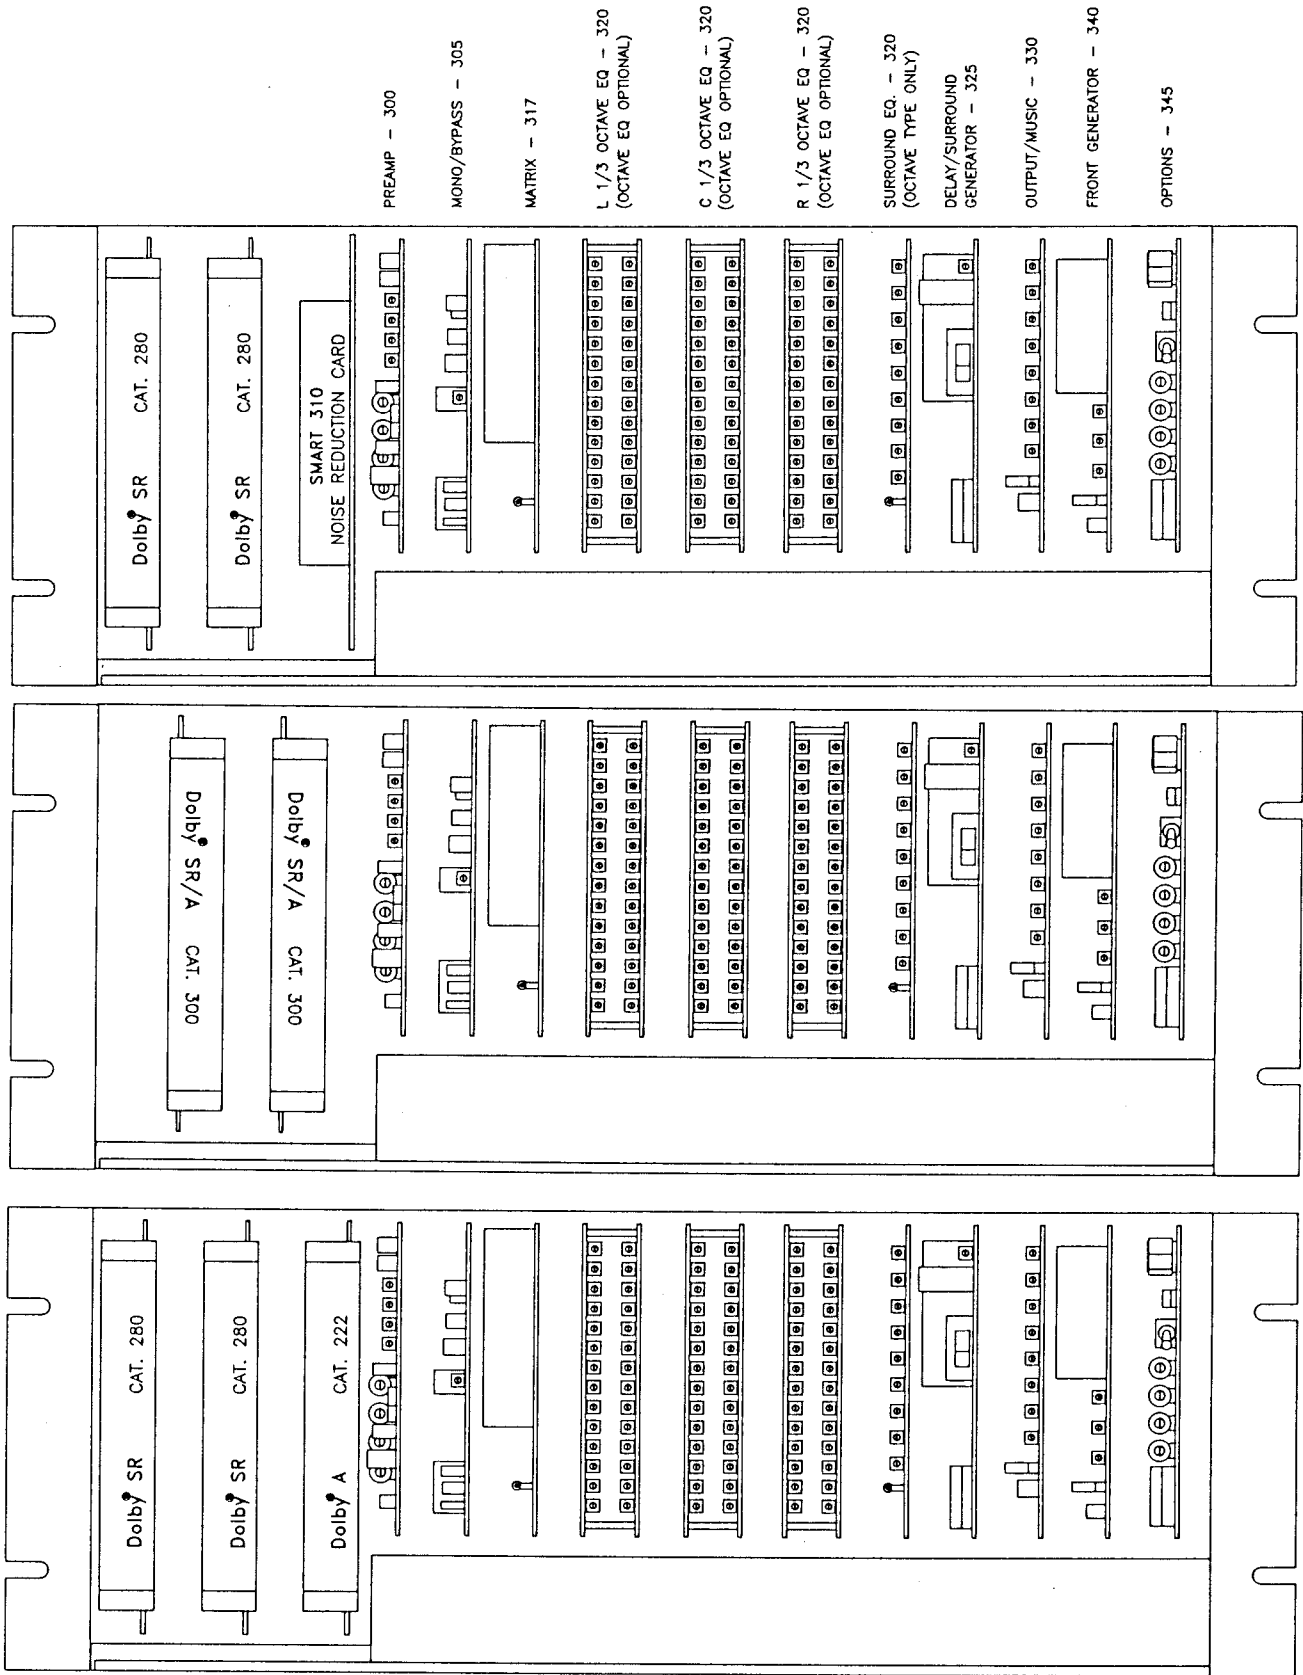 PREAMP – 300
MONO/BYPASS – 305
MATRIX – 317
L 1/3 OCTAVE EQ – 320
(OCTAVE EQ OPTIONAL)
C 1/3 OCTAVE EQ – 320
(OCTAVE EQ OPTIONAL)
R 1/3 OCTAVE EQ – 320
(OCTAVE EQ OPTIONAL)
SURROUND EQ. – 320
(OCTAVE TYPE ONLY)
DELAY/SURROUND
GENERATOR – 325
OUTPUT/MUSIC – 330
FRONT GENERATOR – 340
OPTIONS – 345
Dolby SR CAT. 280
Dolby SR CAT. 280
SMART 310
NOISE REDUCTION CARD
Dolby SR/A CAT. 300
Dolby SR/A CAT. 300
Dolby SR CAT. 280
Dolby SR CAT. 280
Dolby A CAT. 222